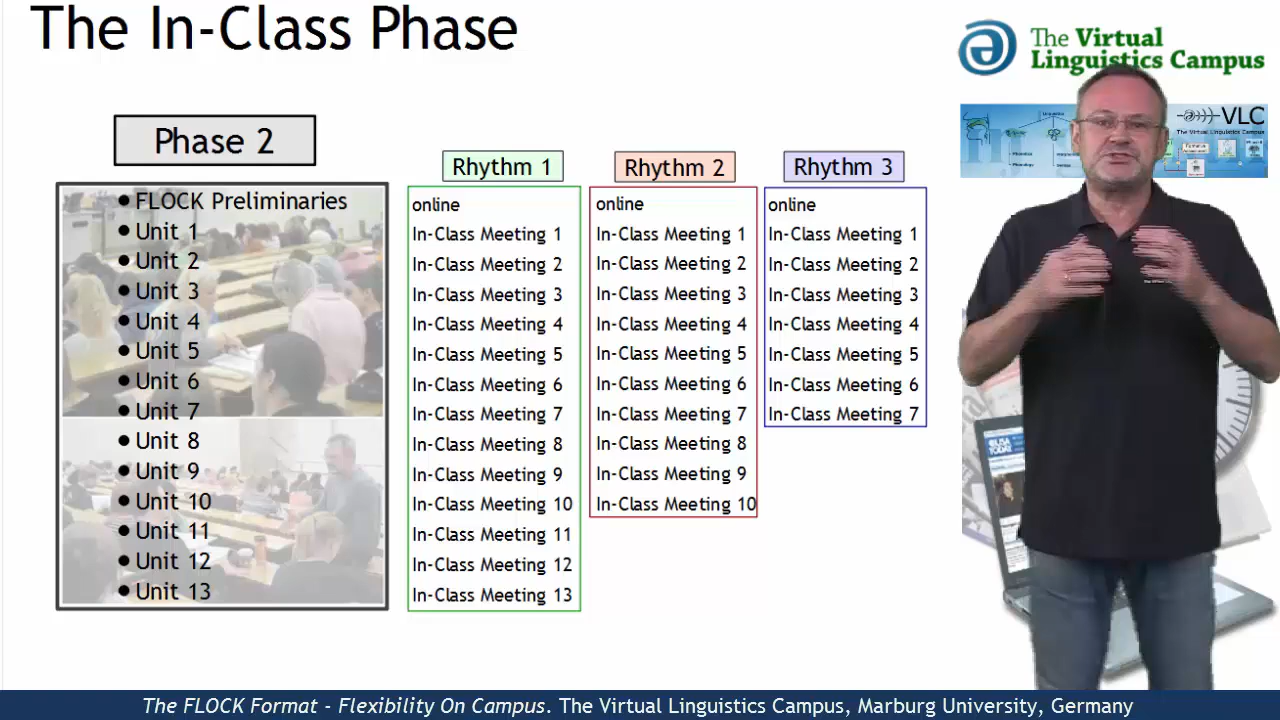 The In-Class Phase
The Virtual
Linguistics Campus
VLC
The Virtual Linguistics Campus
Phase 2
• FLOCK Preliminaries
• Unit 1
• Unit 2
• Unit 3
• Unit 4
• Unit 5
• Unit 6
• Unit 7
• Unit 8
• Unit 9
• Unit 10
• Unit 11
• Unit 12
• Unit 13
Rhythm 1
online
In-Class Meeting 1
In-Class Meeting 2
In-Class Meeting 3
In-Class Meeting 4
In-Class Meeting 5
In-Class Meeting 6
In-Class Meeting 7
In-Class Meeting 8
In-Class Meeting 9
In-Class Meeting 10
In-Class Meeting 11
In-Class Meeting 12
In-Class Meeting 13
Rhythm 2
online
In-Class Meeting 1
In-Class Meeting 2
In-Class Meeting 3
In-Class Meeting 4
In-Class Meeting 5
In-Class Meeting 6
In-Class Meeting 7
In-Class Meeting 8
In-Class Meeting 9
In-Class Meeting 10
Rhythm 3
online
In-Class Meeting 1
In-Class Meeting 2
In-Class Meeting 3
In-Class Meeting 4
In-Class Meeting 5
In-Class Meeting 6
In-Class Meeting 7
USA
TODAY
The FLOCK Format - Flexibility On Campus. The Virtual Linguistics Campus, Marburg University, Germany